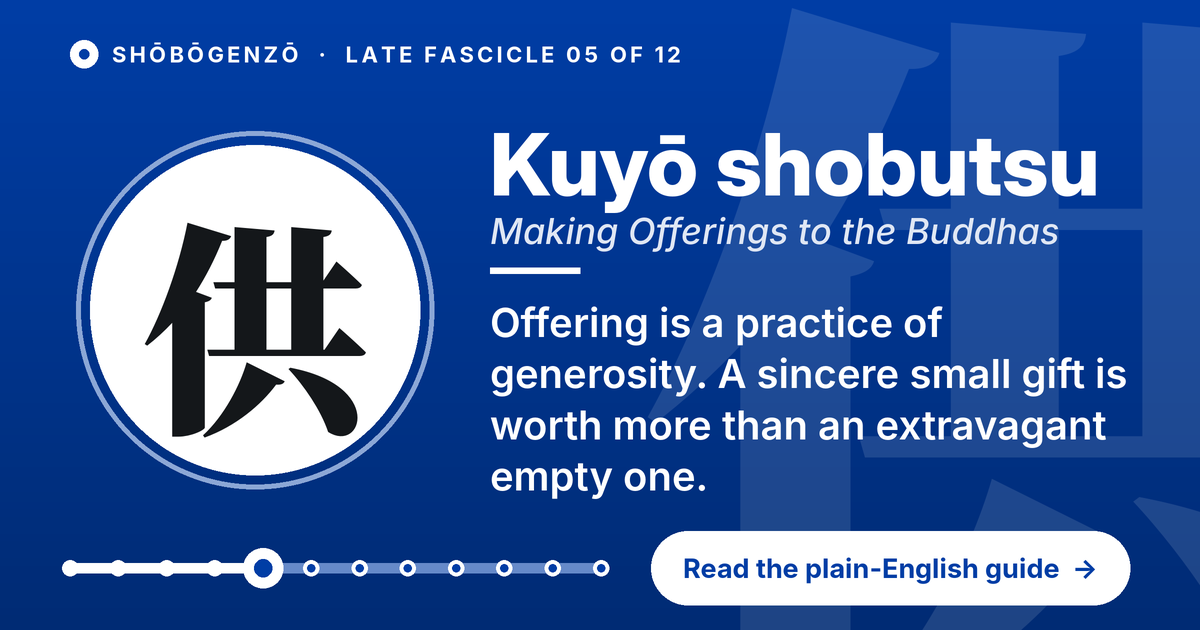 SHŌBŌGENZŌ · LATE FASCICLE 05 OF 12
供
Kuyō shobutsu
Making Offerings to the Buddhas
Offering is a practice of
generosity. A sincere small gift is
worth more than an extravagant
empty one.
Read the plain-English guide →